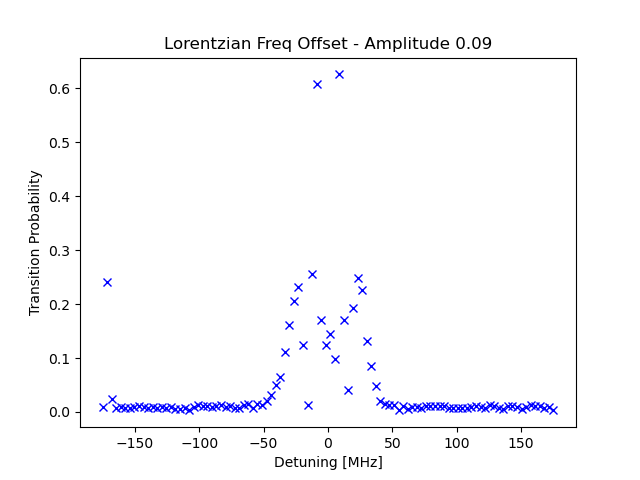 Lorentzian Freq Offset - Amplitude 0.09
Transition Probability
0.6
0.5
0.4
0.3
0.2
0.1
0.0
−150 −100 −50 0 50 100 150
Detuning [MHz]